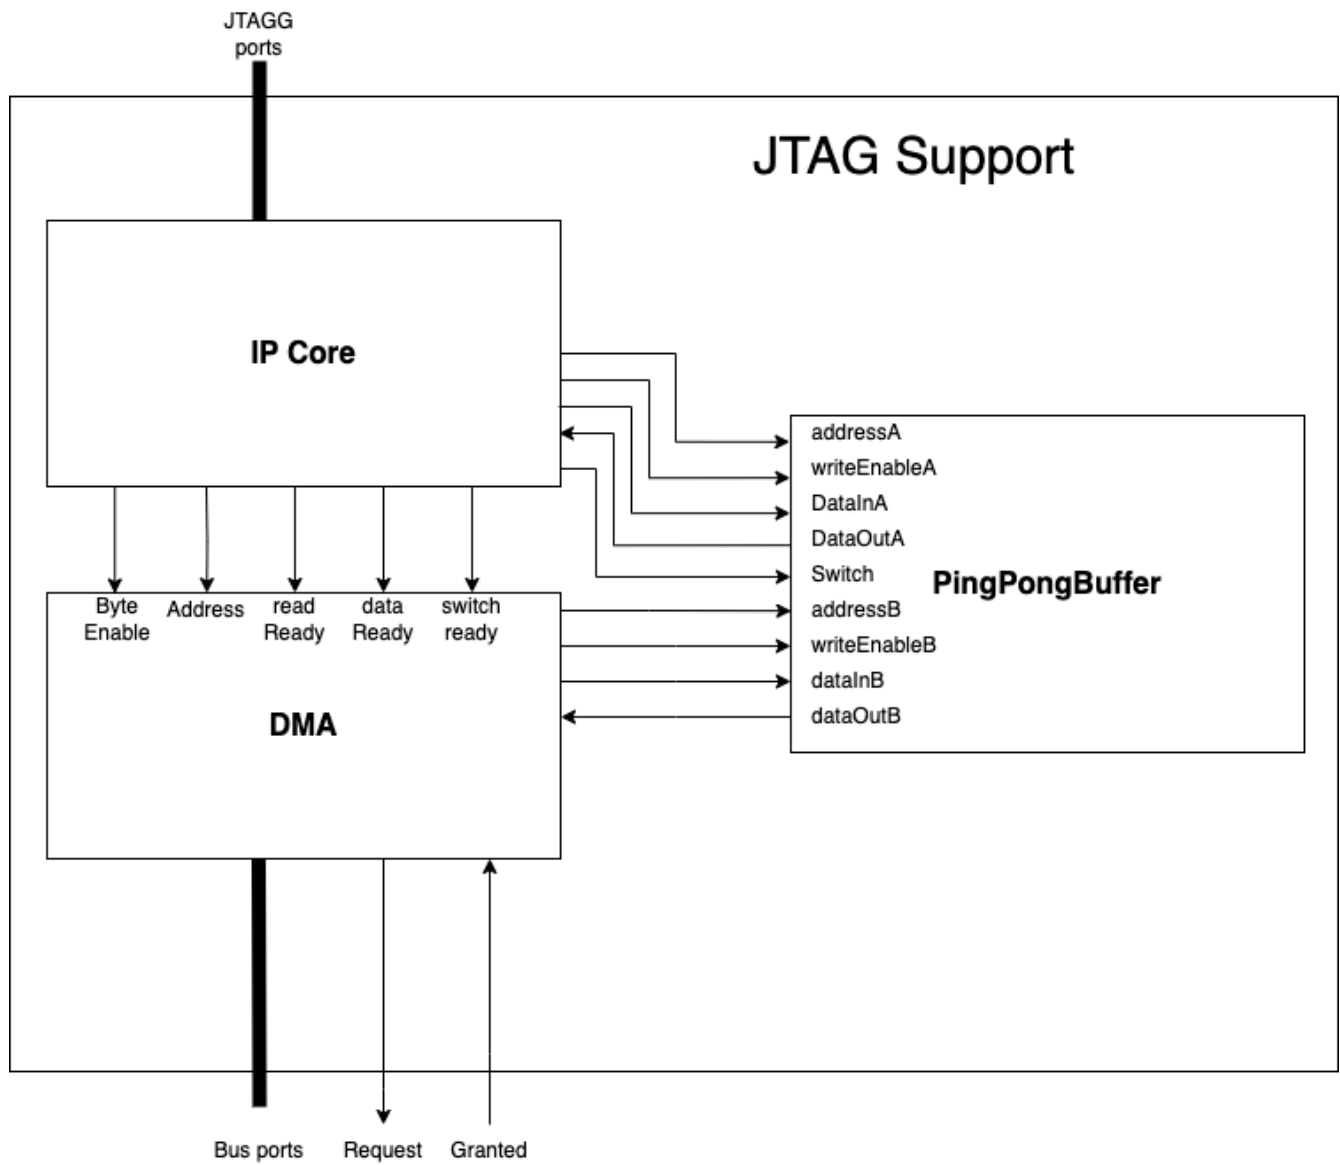 JTAGG
ports
JTAG Support
IP Core
addressA
writeEnableA
DataInA
DataOutA
Switch
addressB
writeEnableB
dataInB
dataOutB
PingPongBuffer
Byte
Enable
Address
read
Ready
data
Ready
switch
ready
DMA
Bus ports
Request
Granted